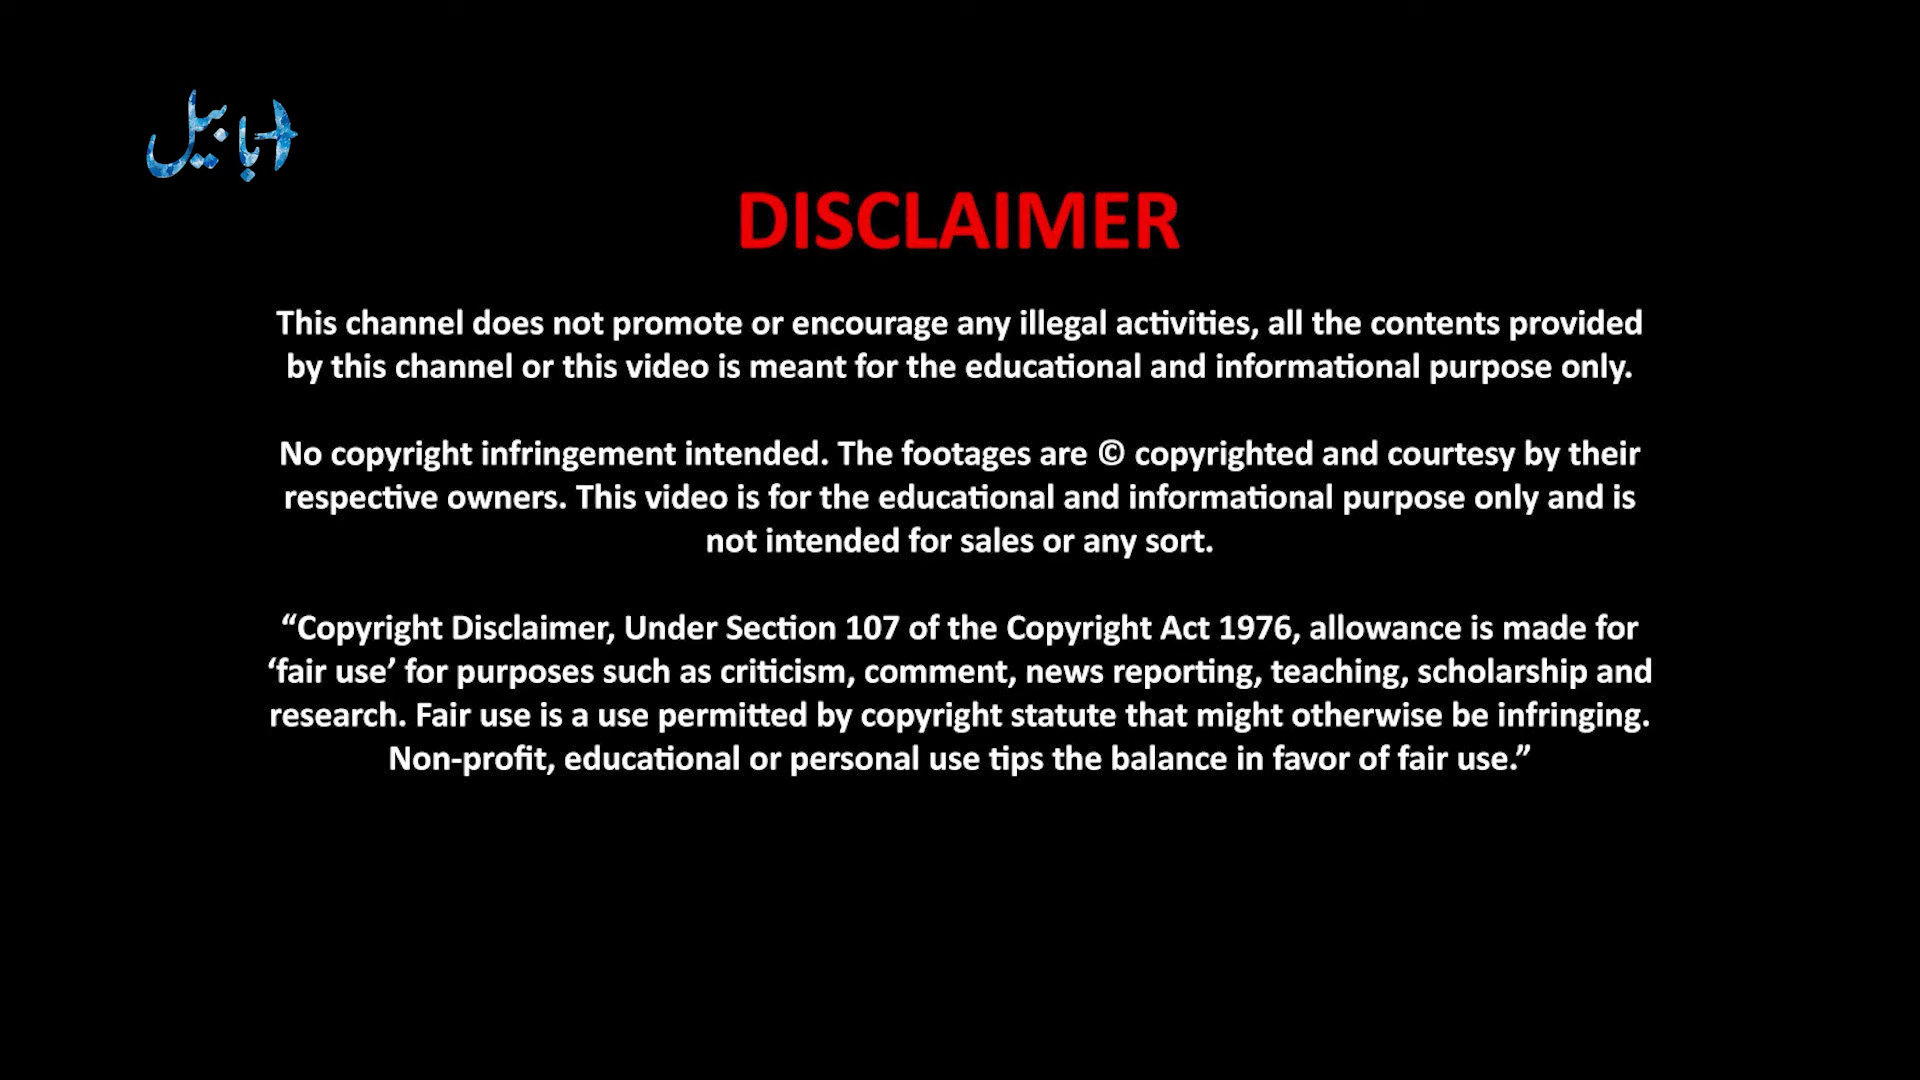 ابابیل
DISCLAIMER
This channel does not promote or encourage any illegal activities, all the contents provided
by this channel or this video is meant for the educational and informational purpose only.
No copyright infringement intended. The footages are © copyrighted and courtesy by their
respective owners. This video is for the educational and informational purpose only and is
not intended for sales or any sort.
“Copyright Disclaimer, Under Section 107 of the Copyright Act 1976, allowance is made for
‘fair use’ for purposes such as criticism, comment, news reporting, teaching, scholarship and
research. Fair use is a use permitted by copyright statute that might otherwise be infringing.
Non-profit, educational or personal use tips the balance in favor of fair use.”